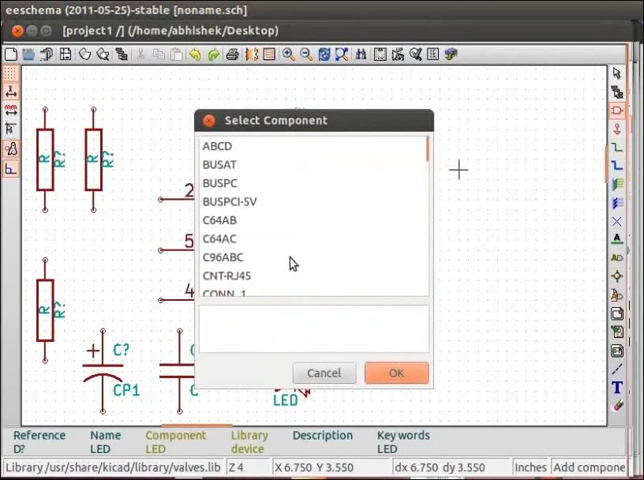 eeschema (2011-05-25)-stable [noname.sch]
[project1 /] (/home/abhishek/Desktop)
Select Component
ABCD
BUSAT
BUSPC
BUSPCI-5V
C64AB
C64AC
C96ABC
CNT-RJ45
CONN_1
Cancel
OK
R
R?
R
R?
2
5
4
R
R?
C?
CP1
C
LED
Reference
Name
Component
Library
Description
Key words
D?
LED
LED
device
LED
Library /usr/share/kicad/library/valves.lib
Z 4
X 6.750 Y 3.550
dx 6.750 dy 3.550
Inches
Add compone